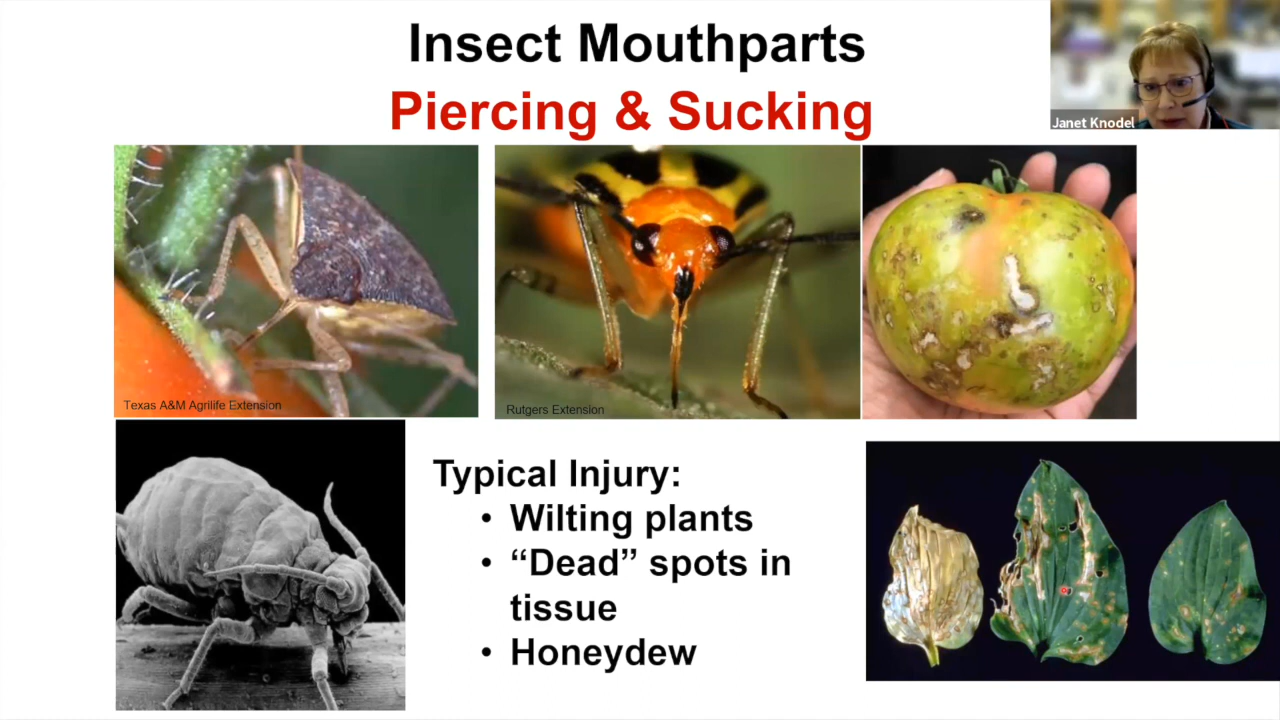 Insect Mouthparts
Piercing & Sucking
Janet Knodel
Texas A&M Agrilife Extension
Rutgers Extension
Typical Injury:
• Wilting plants
• “Dead” spots in
tissue
• Honeydew